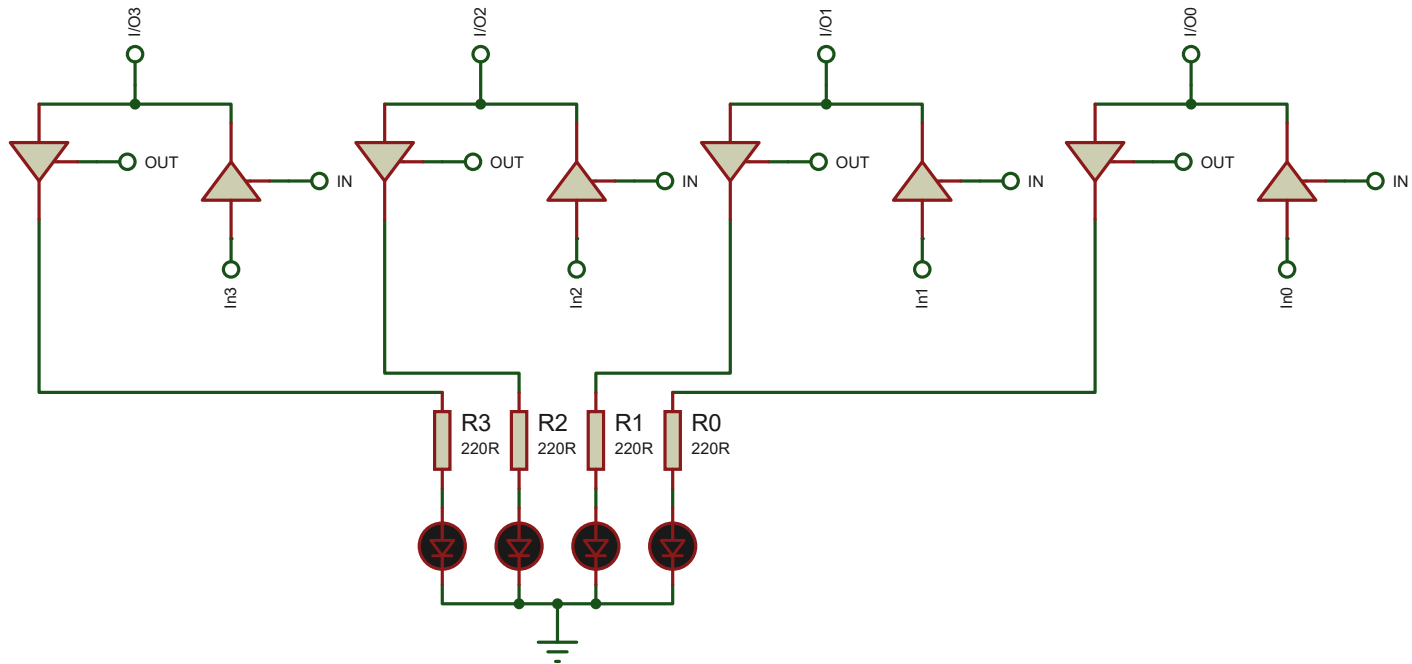 I/O3
I/O2
I/O1
I/O0
OUT
OUT
OUT
OUT
IN
IN
IN
IN
In3
In2
In1
In0
R3
R2
R1
R0
220R
220R
220R
220R